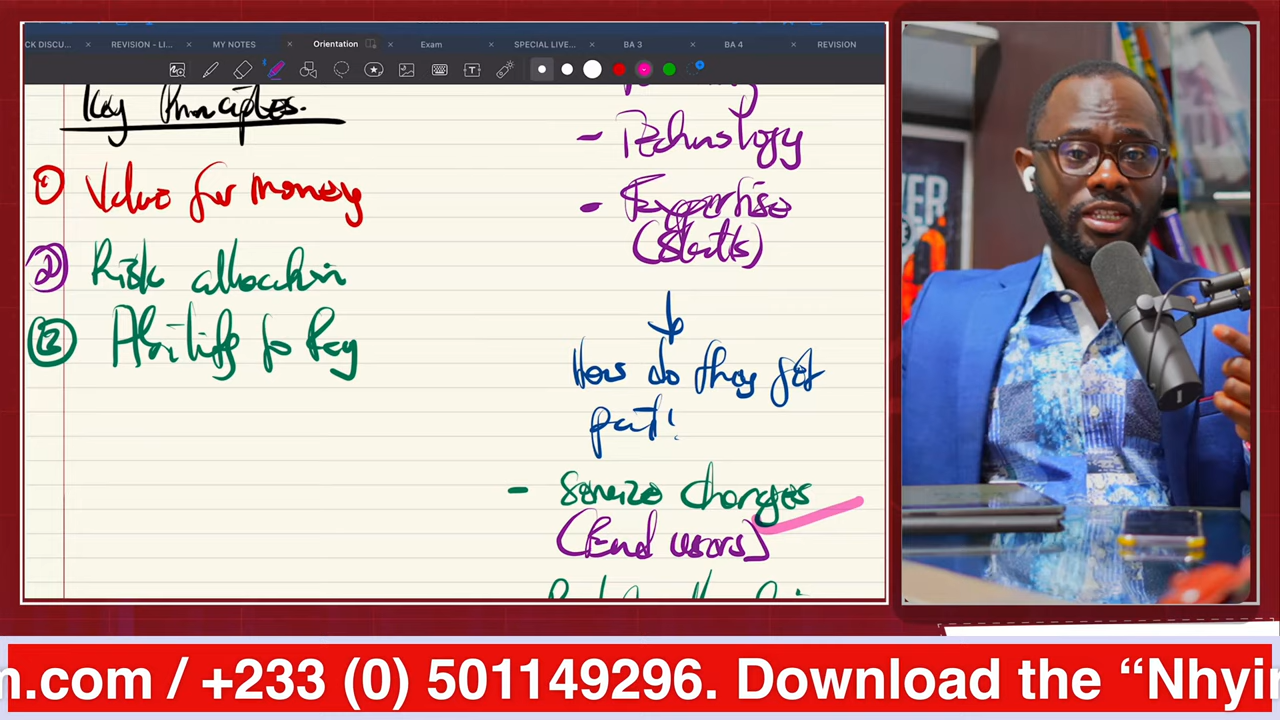 CK DISCU... × REVISION - LI... × MY NOTES × Orientation × Exam × SPECIAL LIVE... × BA 3 × BA 4 × REVISION
Key Principles.
① Value for money
② Risk allocation
③ Ability to Pay
- Technology
- Expertise
(Skills)
How do they get
paid?
- Service charges
(End users)
n.com / +233 (0) 501149296. Download the “Nhyir